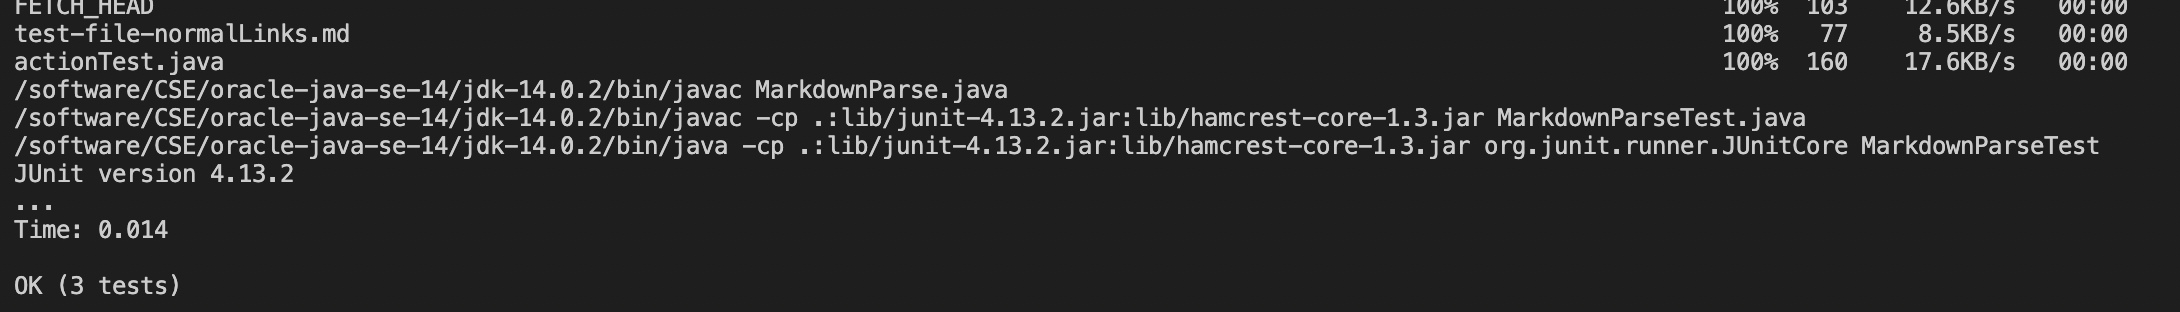 FETCH_HEAD 100% 103 12.6KB/s 00:00
test-file-normalLinks.md 100% 77 8.5KB/s 00:00
actionTest.java 100% 160 17.6KB/s 00:00
/software/CSE/oracle-java-se-14/jdk-14.0.2/bin/javac MarkdownParse.java
/software/CSE/oracle-java-se-14/jdk-14.0.2/bin/javac -cp .:lib/junit-4.13.2.jar:lib/hamcrest-core-1.3.jar MarkdownParseTest.java
/software/CSE/oracle-java-se-14/jdk-14.0.2/bin/java -cp .:lib/junit-4.13.2.jar:lib/hamcrest-core-1.3.jar org.junit.runner.JUnitCore MarkdownParseTest
JUnit version 4.13.2
...
Time: 0.014
OK (3 tests)